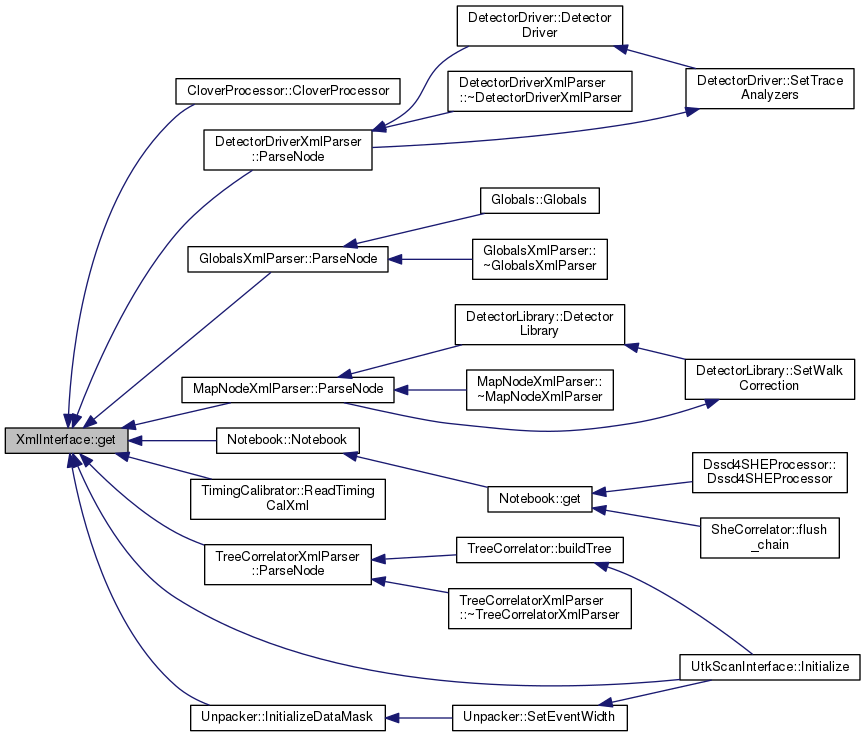 DetectorDriver::Detector
Driver
CloverProcessor::CloverProcessor
DetectorDriverXmlParser
::~DetectorDriverXmlParser
DetectorDriver::SetTrace
Analyzers
DetectorDriverXmlParser
::ParseNode
Globals::Globals
GlobalsXmlParser::ParseNode
GlobalsXmlParser::
~GlobalsXmlParser
DetectorLibrary::Detector
Library
DetectorLibrary::SetWalk
Correction
MapNodeXmlParser::ParseNode
MapNodeXmlParser::
~MapNodeXmlParser
XmlInterface::get
Notebook::Notebook
Dssd4SHEProcessor::
Dssd4SHEProcessor
TimingCalibrator::ReadTiming
CalXml
Notebook::get
SheCorrelator::flush
_chain
TreeCorrelatorXmlParser
::ParseNode
TreeCorrelator::buildTree
TreeCorrelatorXmlParser
::~TreeCorrelatorXmlParser
UtkScanInterface::Initialize
Unpacker::InitializeDataMask
Unpacker::SetEventWidth